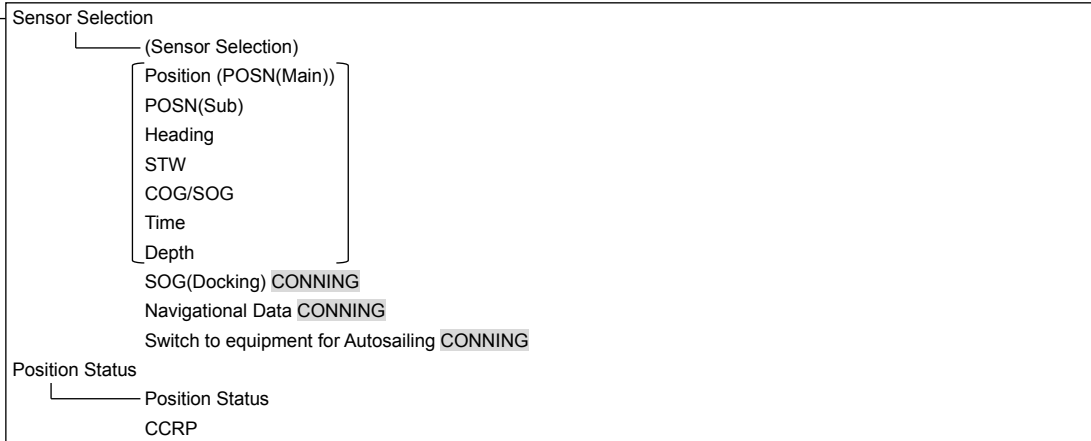 Sensor Selection
(Sensor Selection)
Position (POSN(Main))
POSN(Sub)
Heading
STW
COG/SOG
Time
Depth
SOG(Docking) CONNING
Navigational Data CONNING
Switch to equipment for Autosailing CONNING
Position Status
Position Status
CCRP